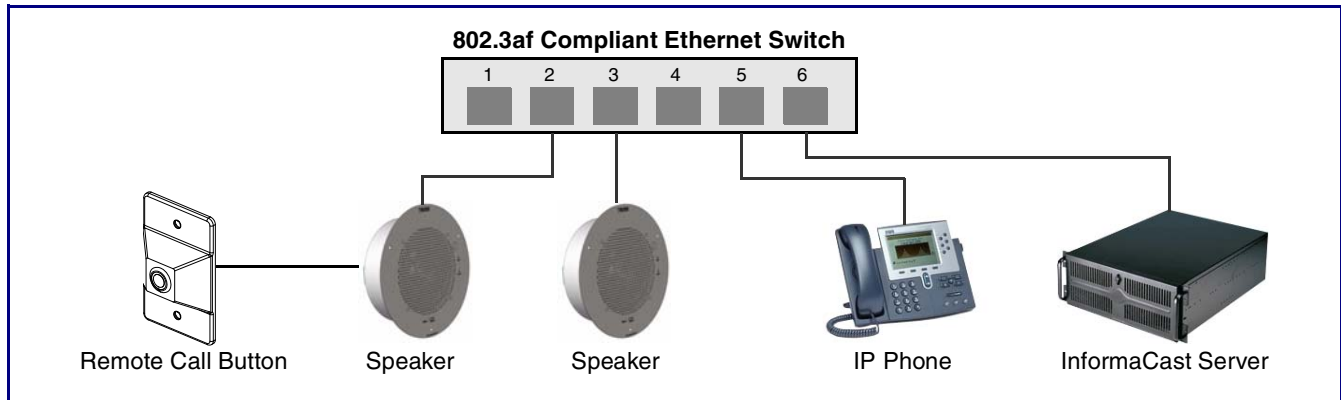 802.3af Compliant Ethernet Switch
1 2 3 4 5 6
Remote Call Button Speaker Speaker IP Phone InformaCast Server